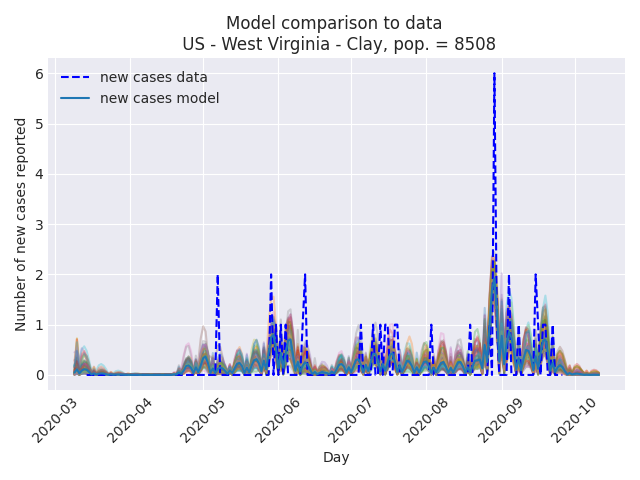 Model comparison to data
US - West Virginia - Clay, pop. = 8508
new cases data
new cases model
Number of new cases reported
6
5
4
3
2
1
0
2020-03
2020-04
2020-05
2020-06
2020-07
2020-08
2020-09
2020-10
Day